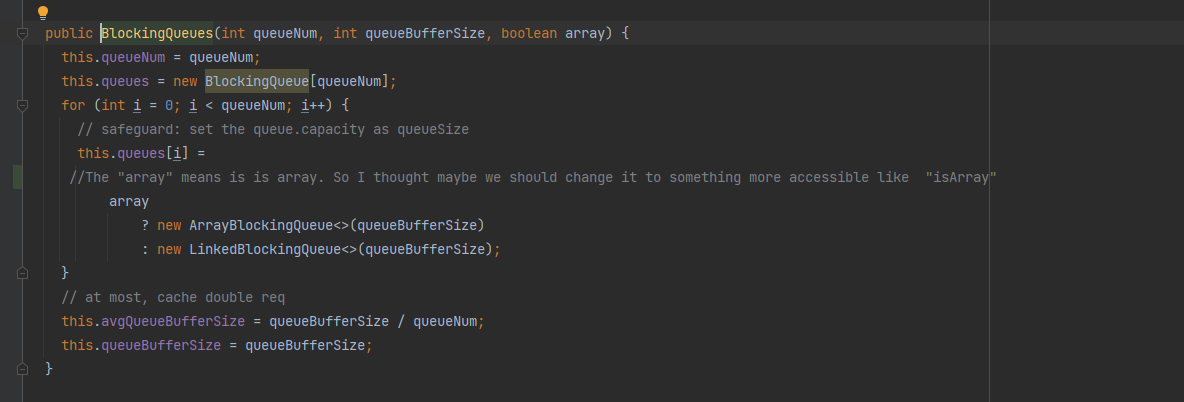 public BlockingQueues(int queueNum, int queueBufferSize, boolean array) {
this.queueNum = queueNum;
this.queues = new BlockingQueue[queueNum];
for (int i = 0; i < queueNum; i++) {
// safeguard: set the queue.capacity as queueSize
this.queues[i] =
//The "array" means is is array. So I thought maybe we should change it to something more accessible like  "isArray"
array
? new ArrayBlockingQueue<>(queueBufferSize)
: new LinkedBlockingQueue<>(queueBufferSize);
}
// at most, cache double req
this.avgQueueBufferSize = queueBufferSize / queueNum;
this.queueBufferSize = queueBufferSize;
}